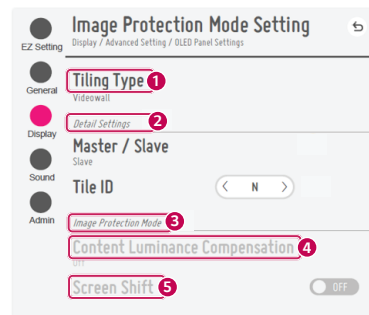 Image Protection Mode Setting
Display / Advanced Setting / OLED Panel Settings
EZ Setting
General
Display
Sound
Admin
Tiling Type 1
Videowall
Detail Settings 2
Master / Slave
Slave
Tile ID
< N >
Image Protection Mode 3
Content Luminance Compensation 4
Off
Screen Shift 5
OFF